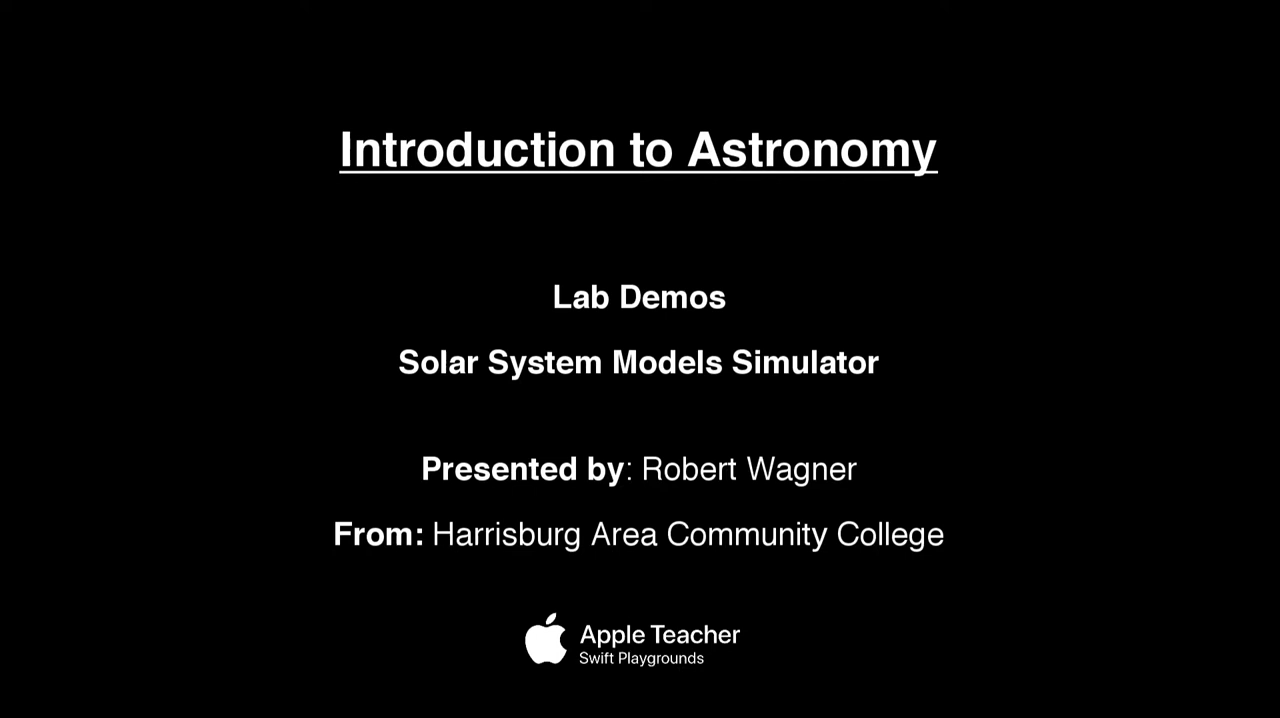 Introduction to Astronomy
Lab Demos
Solar System Models Simulator
Presented by: Robert Wagner
From: Harrisburg Area Community College
Apple Teacher
Swift Playgrounds